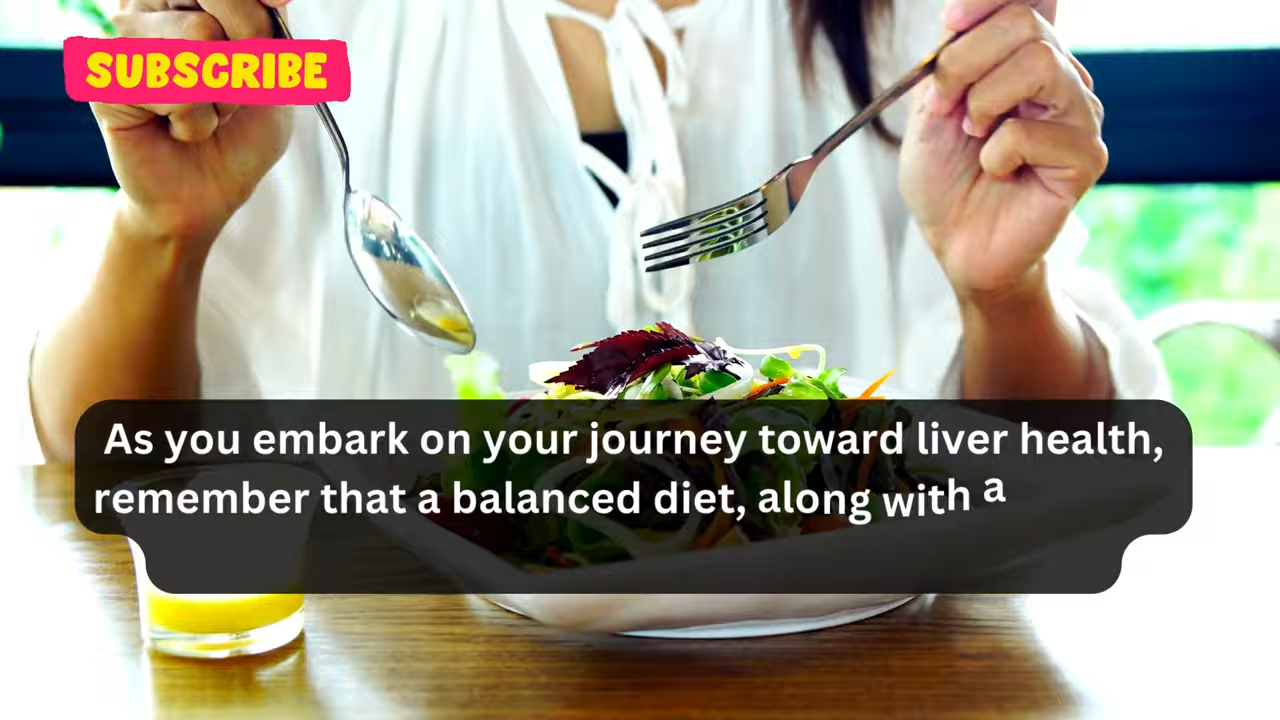 SUBSCRIBE
As you embark on your journey toward liver health,
remember that a balanced diet, along with a